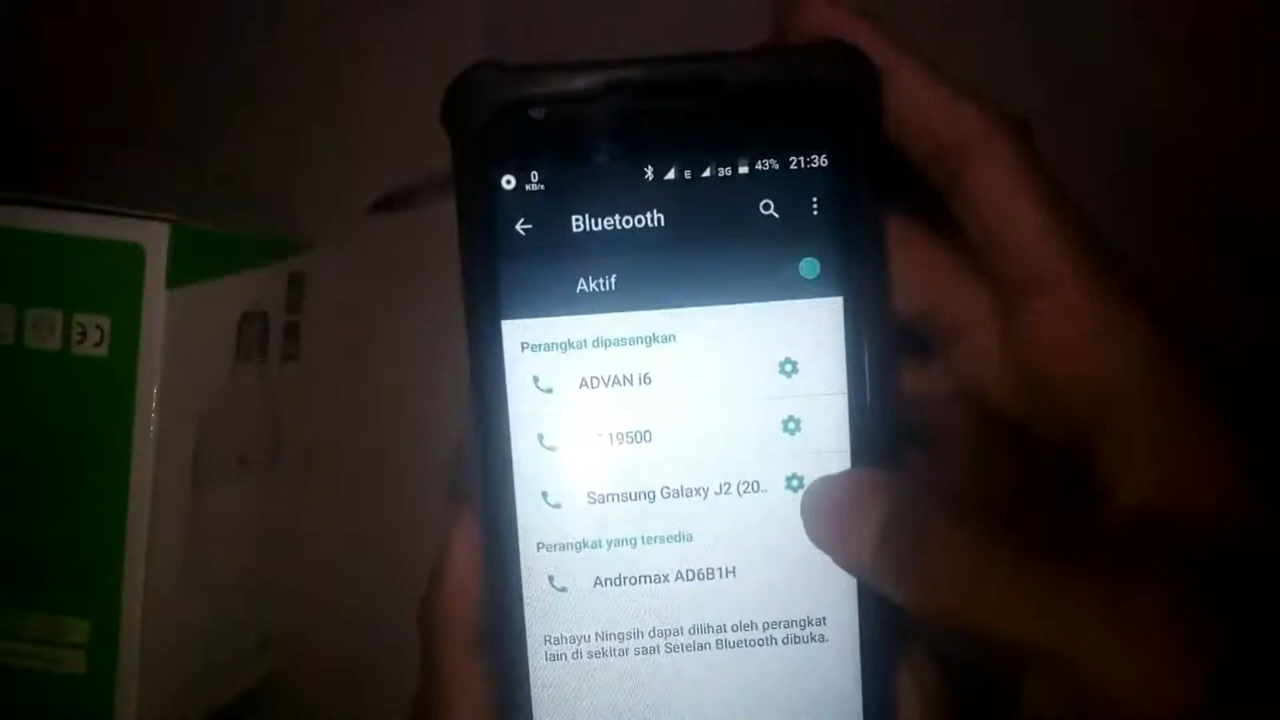 0 KB/s E 3G 43% 21:36
Bluetooth
Aktif
Perangkat dipasangkan
ADVAN i6
19500
Samsung Galaxy J2 (20..
Perangkat yang tersedia
Andromax AD6B1H
Rahayu Ningsih dapat dilihat oleh perangkat
lain di sekitar saat Setelan Bluetooth dibuka.
CE